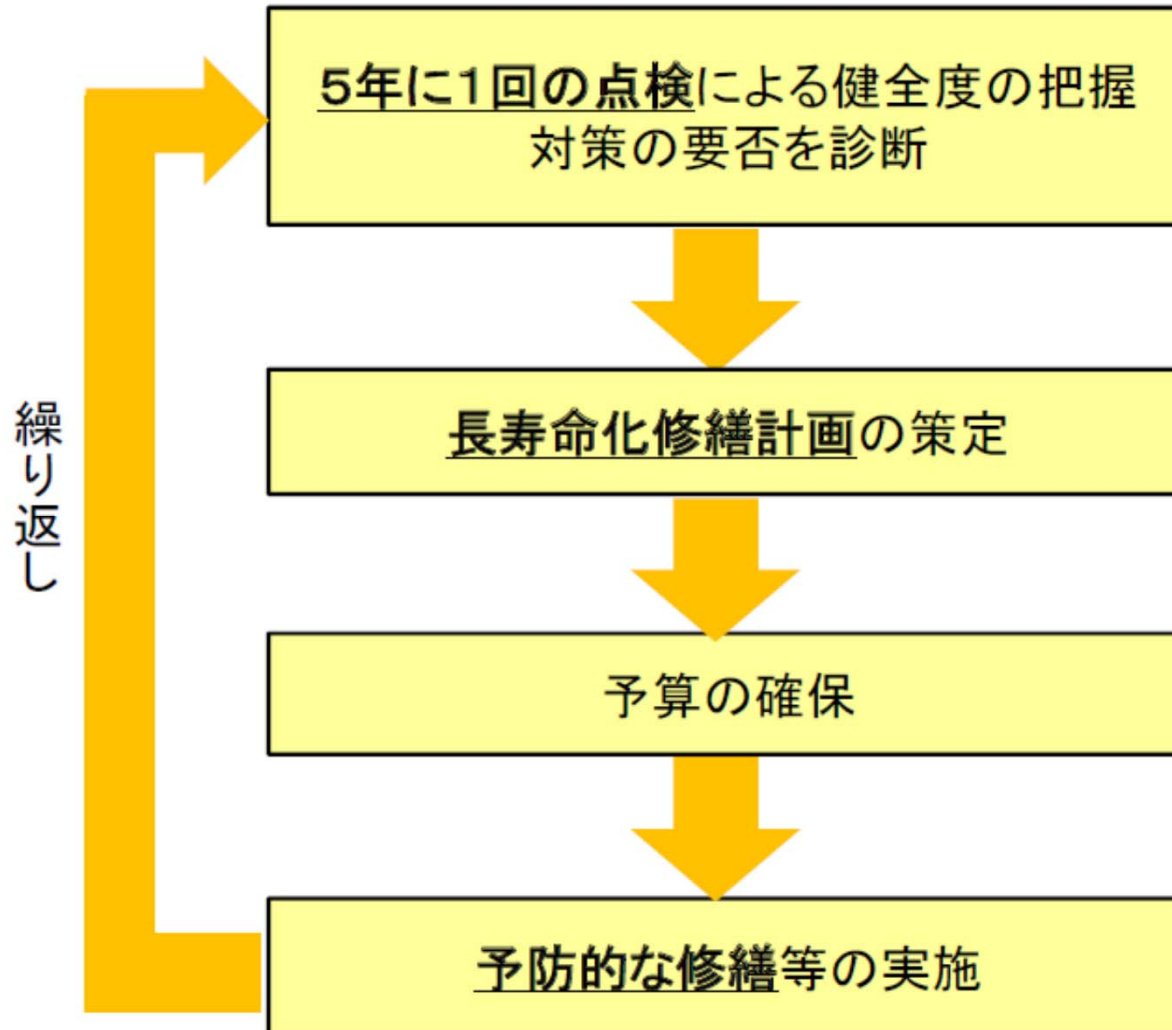 5年に1回の点検による健全度の把握
対策の要否を診断
長寿命化修繕計画の策定
予算の確保
予防的な修繕等の実施
繰り返し